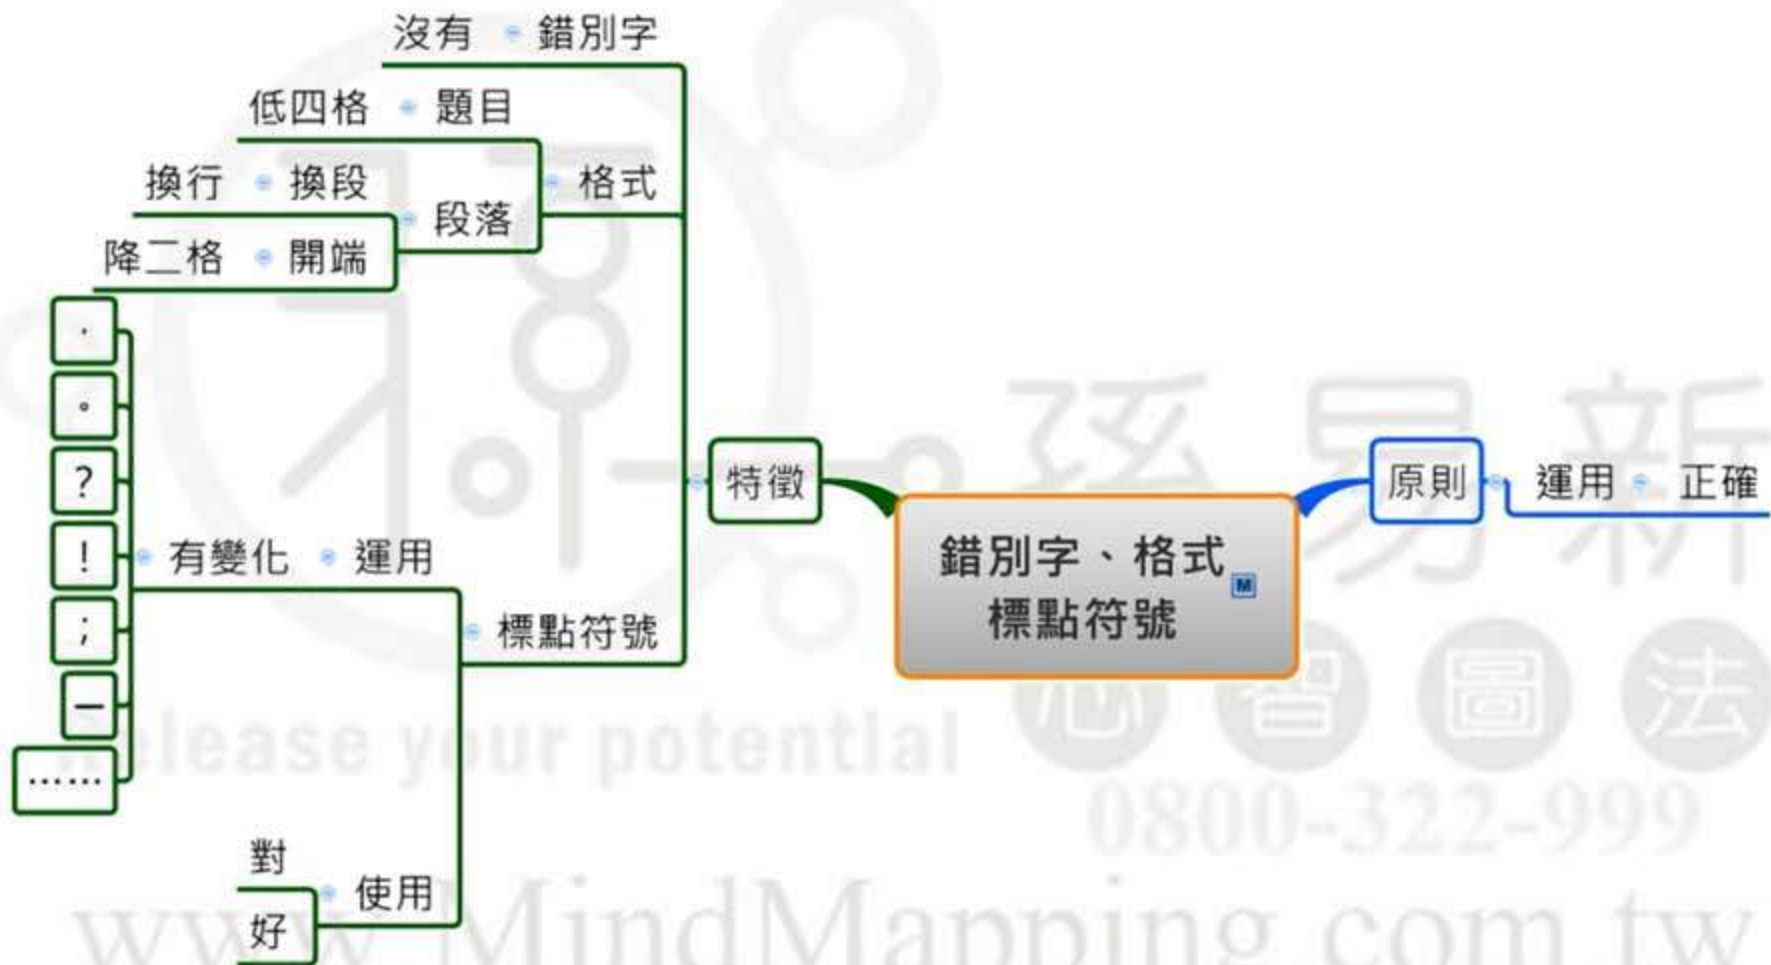 沒有 錯別字
低四格 題目
換行 換段
格式
段落
降二格 開端
，
。
？
！
；
—
……
有變化 運用
標點符號
對
好
使用
特徵
錯別字、格式
標點符號
M
原則
運用 正確
孫易新
心智圖法
Release your potential
0800-322-999
www.MindMapping.com.tw